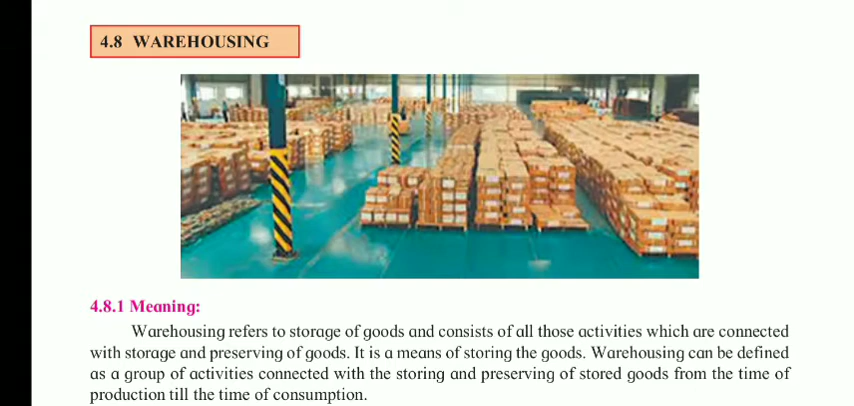 4.8 WAREHOUSING
4.8.1 Meaning:
Warehousing refers to storage of goods and consists of all those activities which are connected
with storage and preserving of goods. It is a means of storing the goods. Warehousing can be defined
as a group of activities connected with the storing and preserving of stored goods from the time of
production till the time of consumption.